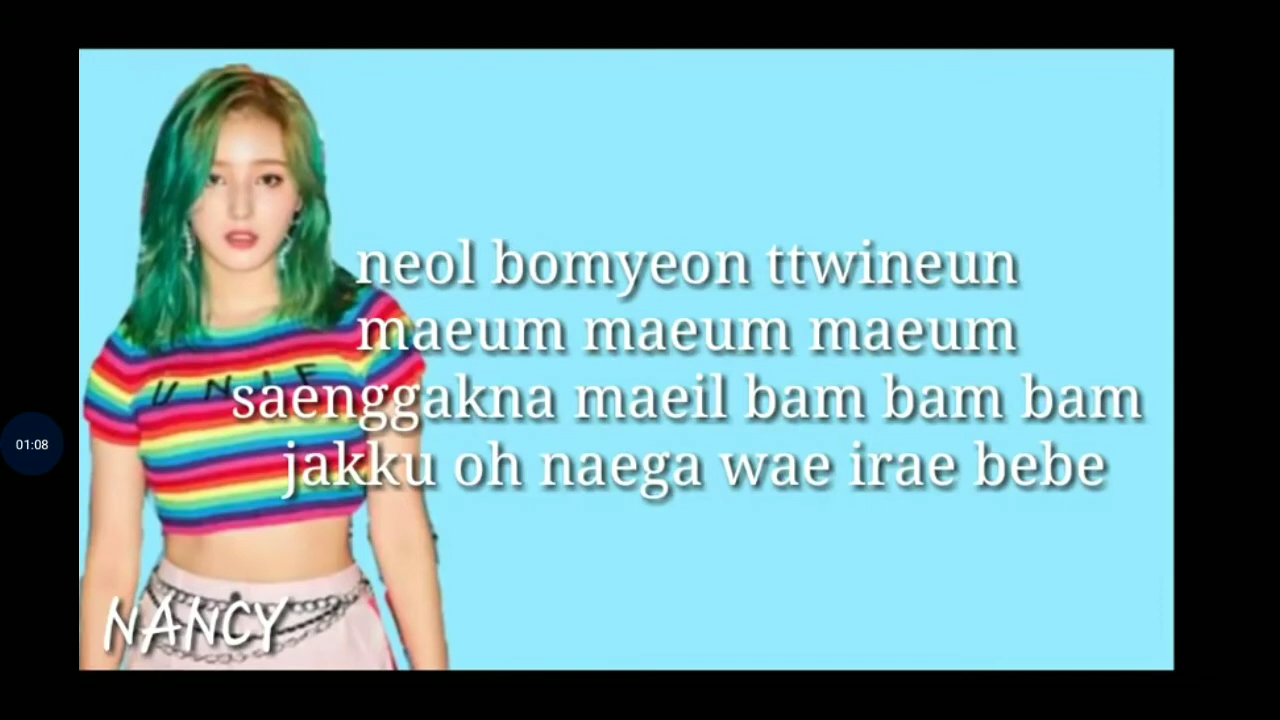 neol bomyeon ttwineun
maeum maeum maeum
saenggakna maeil bam bam bam
jakku oh naega wae irae bebe
UNIF
NANCY
01:08